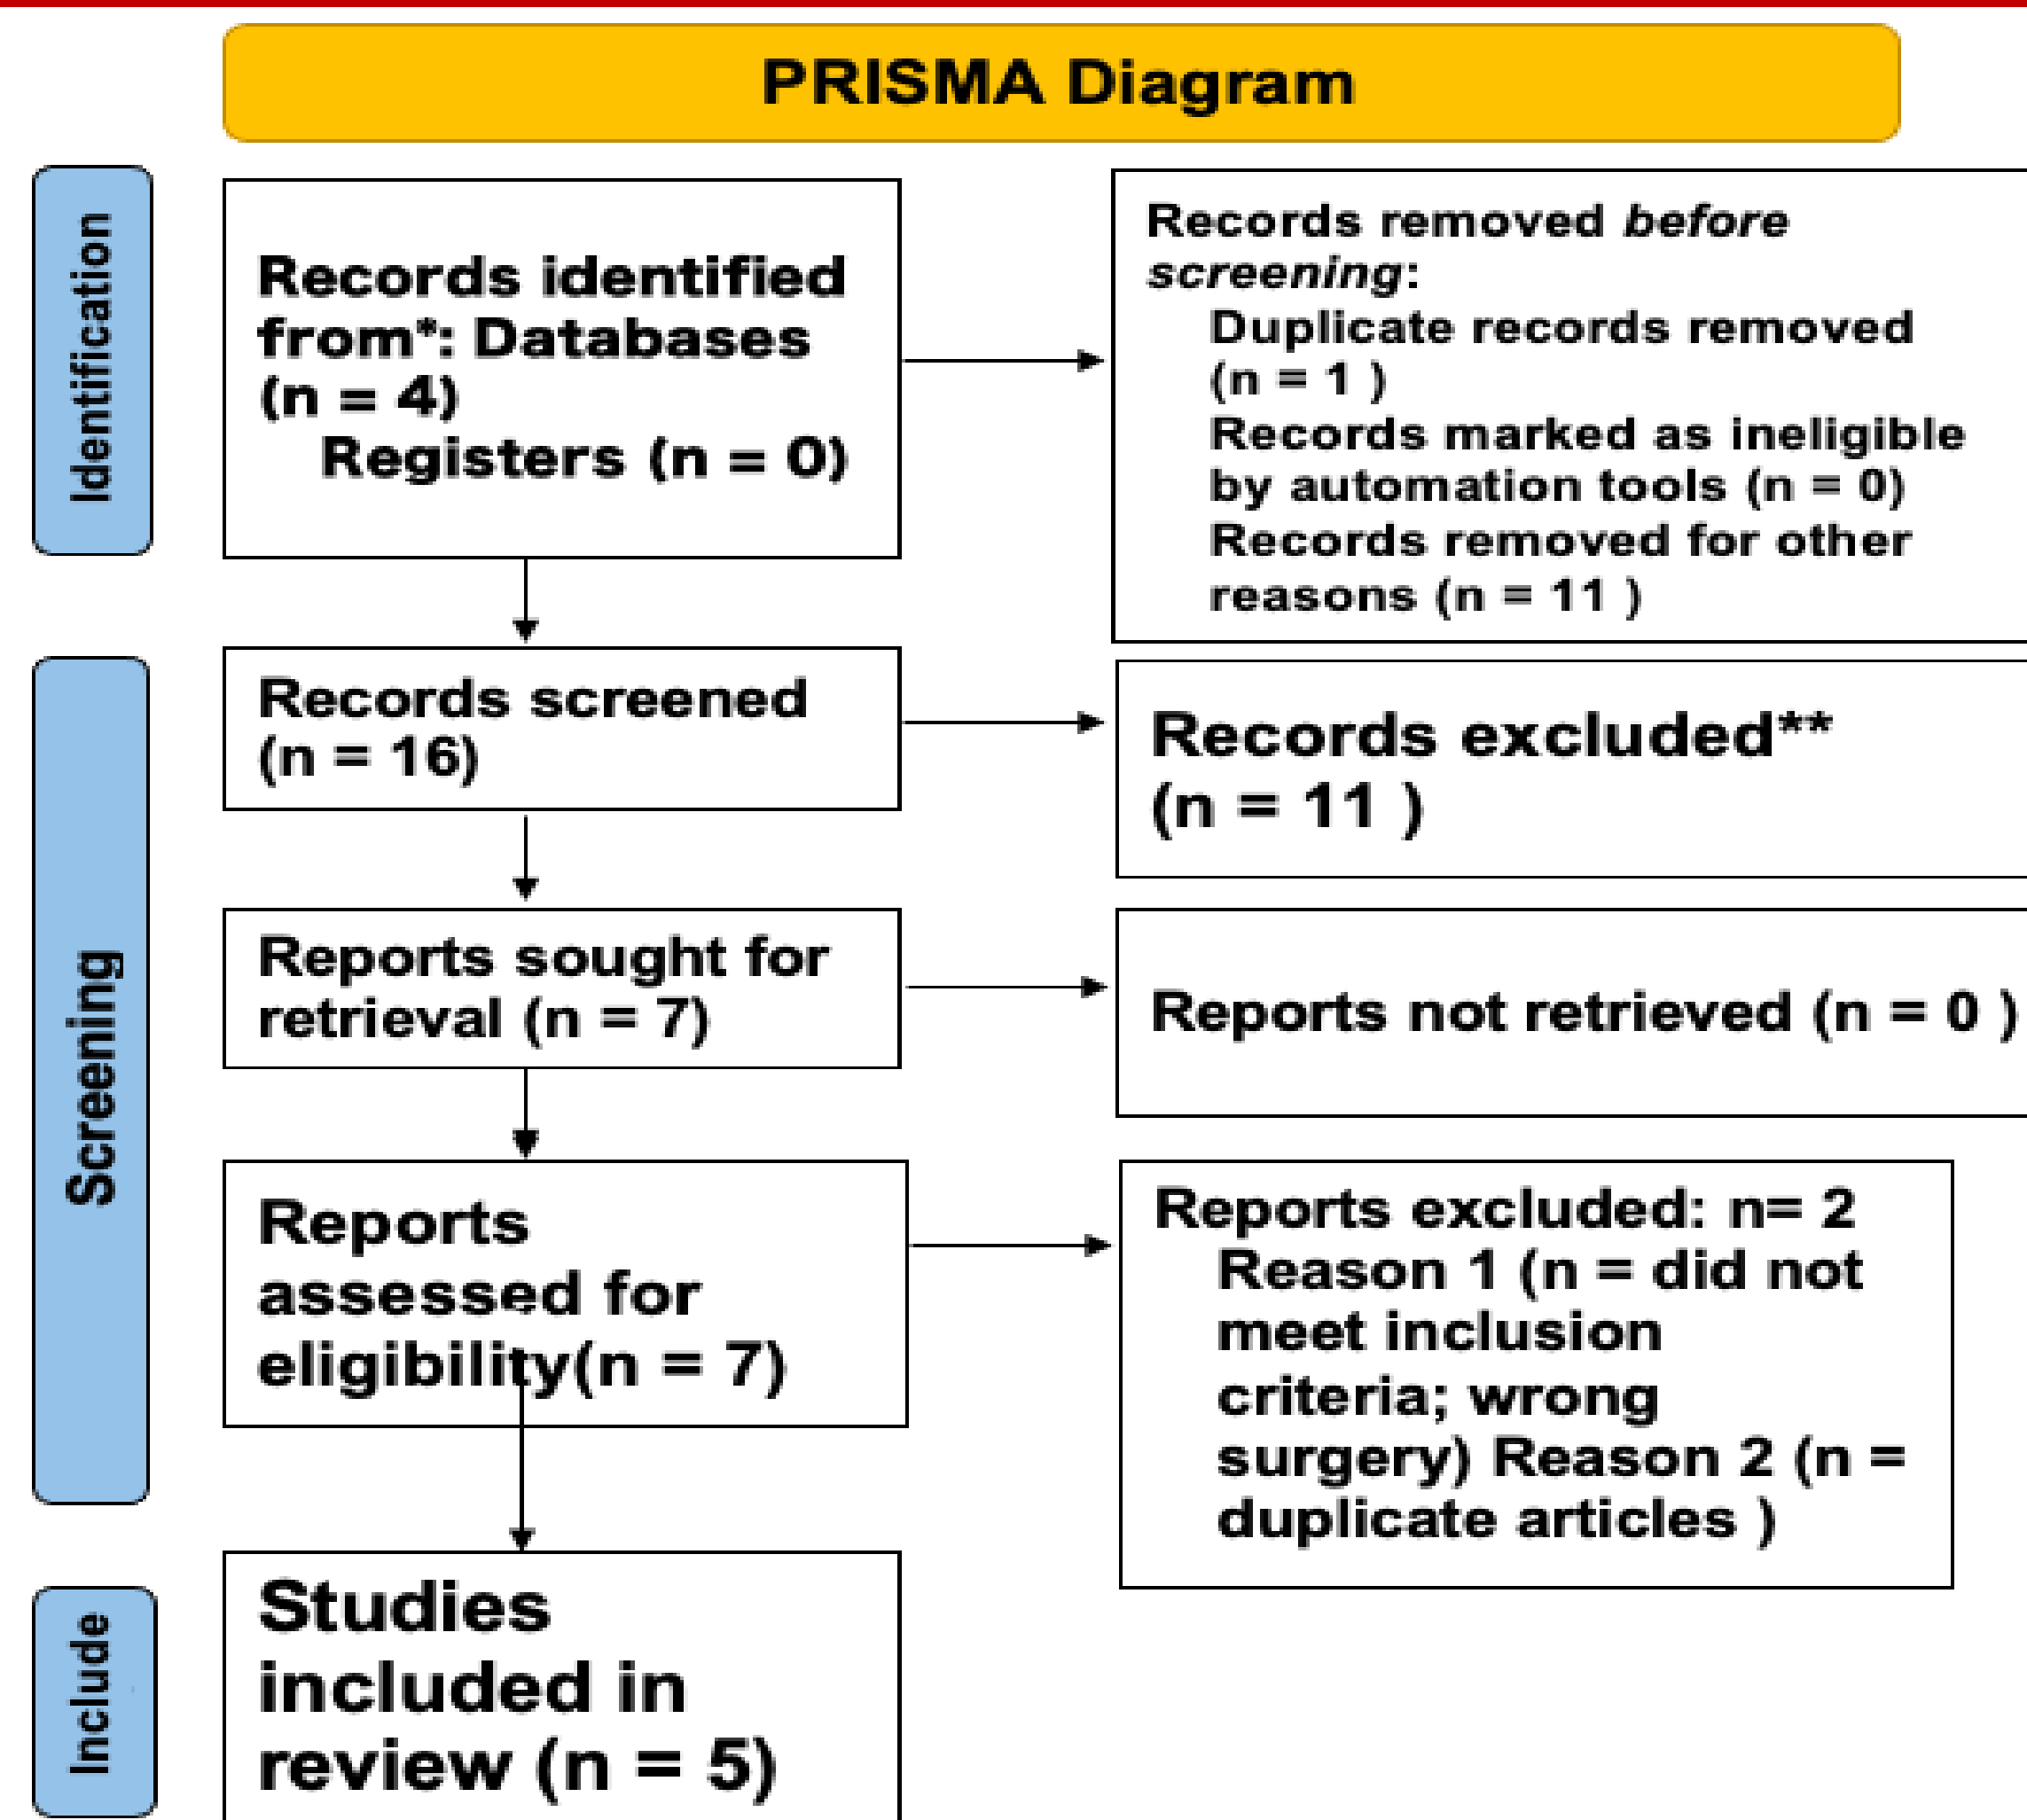 PRISMA Diagram
Identification
Records identified
from*: Databases
(n = 4)
Registers (n = 0)
Records removed before
screening:
Duplicate records removed
(n = 1 )
Records marked as ineligible
by automation tools (n = 0)
Records removed for other
reasons (n = 11 )
Screening
Records screened
(n = 16)
Records excluded**
(n = 11 )
Reports sought for
retrieval (n = 7)
Reports not retrieved (n = 0 )
Reports
assessed for
eligibility(n = 7)
Reports excluded: n= 2
Reason 1 (n = did not
meet inclusion
criteria; wrong
surgery) Reason 2 (n =
duplicate articles )
Include
Studies
included in
review (n = 5)